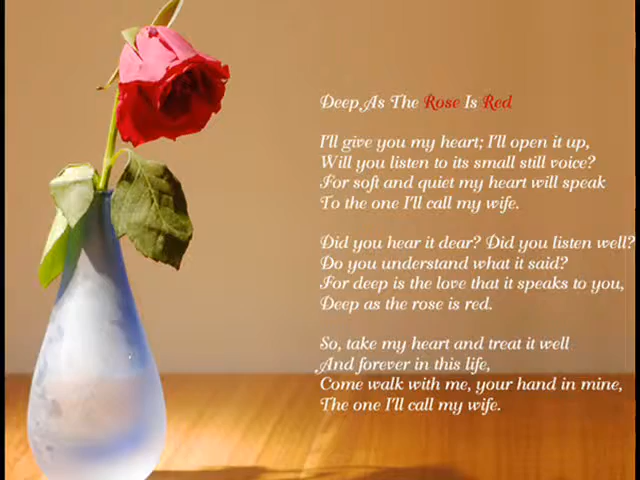 Deep As The Rose Is Red
I'll give you my heart; I'll open it up,
Will you listen to its small still voice?
For soft and quiet my heart will speak
To the one I'll call my wife.
Did you hear it dear? Did you listen well?
Do you understand what it said?
For deep is the love that it speaks to you,
Deep as the rose is red.
So, take my heart and treat it well
And forever in this life,
Come walk with me, your hand in mine,
The one I'll call my wife.